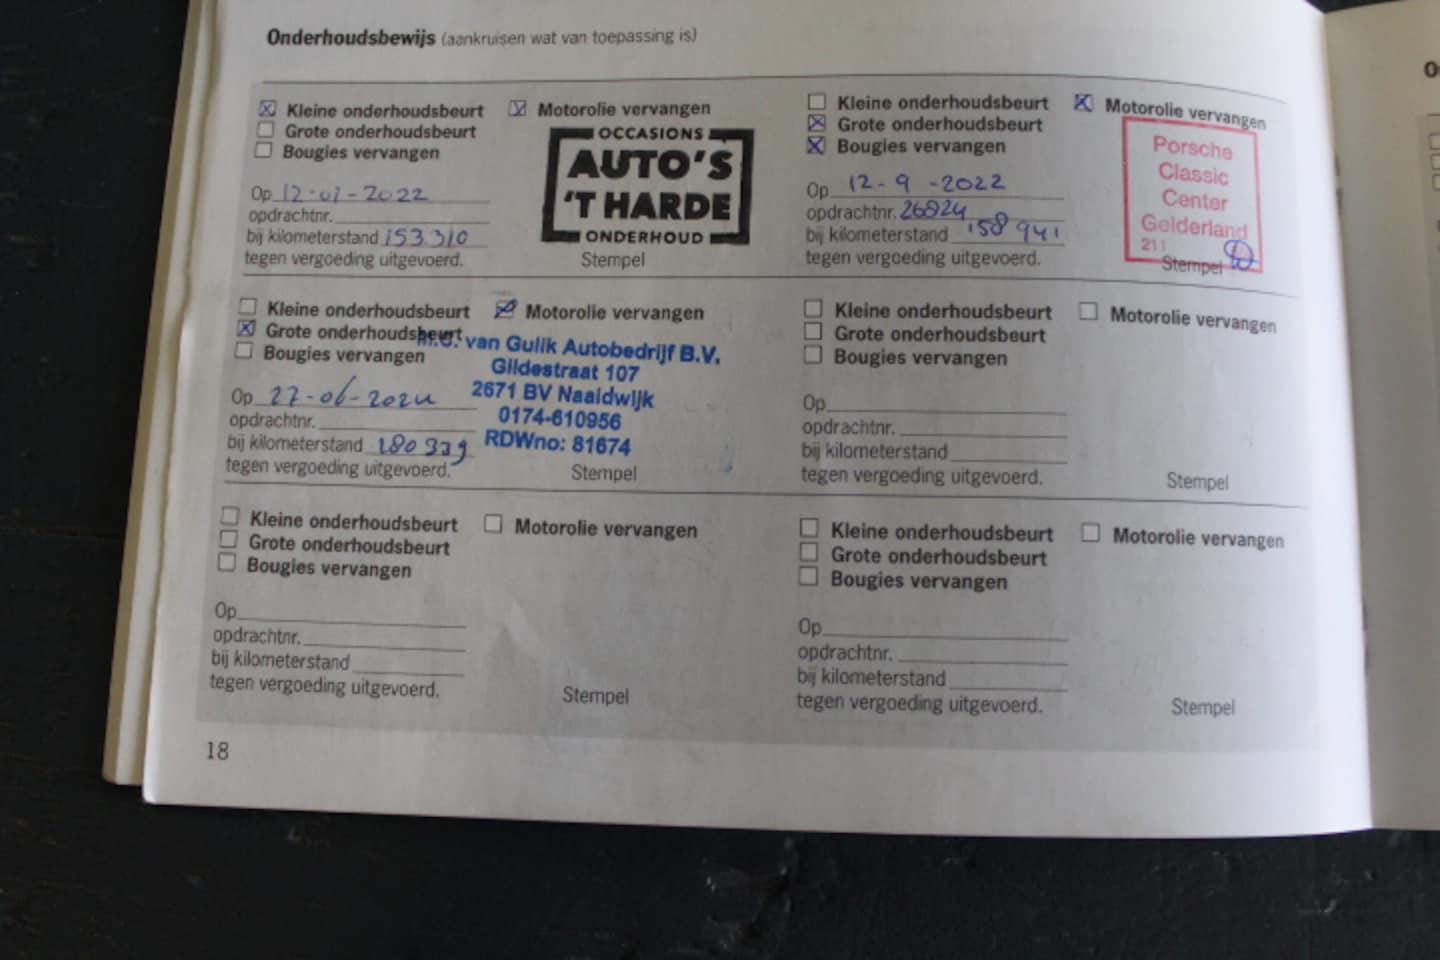 Onderhoudsbewijs (aankruisen wat van toepassing is)
Kleine onderhoudsbeurt
Motorolie vervangen
Grote onderhoudsbeurt
Bougies vervangen
OCCASIONS
AUTO'S
'T HARDE
ONDERHOUD
Op 12-01-2022
opdrachtnr.
bij kilometerstand 153310
tegen vergoeding uitgevoerd.
Stempel
Kleine onderhoudsbeurt
Motorolie vervangen
Grote onderhoudsbeurt
Bougies vervangen
Porsche
Classic
Center
Gelderland
211
Op 12-9-2022
opdrachtnr. 26924
bij kilometerstand 158941
tegen vergoeding uitgevoerd.
Stempel
Kleine onderhoudsbeurt
Motorolie vervangen
Grote onderhoudsbeurt
Bougies vervangen
van Gulik Autobedrijf B.V.
Gildestraat 107
2671 BV Naaldwijk
0174-610956
RDWno: 81674
Op 27-06-2024
opdrachtnr.
bij kilometerstand
tegen vergoeding uitgevoerd.
Stempel
Kleine onderhoudsbeurt
Motorolie vervangen
Grote onderhoudsbeurt
Bougies vervangen
Op
opdrachtnr.
bij kilometerstand
tegen vergoeding uitgevoerd.
Stempel
Kleine onderhoudsbeurt
Motorolie vervangen
Grote onderhoudsbeurt
Bougies vervangen
Op
opdrachtnr.
bij kilometerstand
tegen vergoeding uitgevoerd.
Stempel
Kleine onderhoudsbeurt
Motorolie vervangen
Grote onderhoudsbeurt
Bougies vervangen
Op
opdrachtnr.
bij kilometerstand
tegen vergoeding uitgevoerd.
Stempel
18